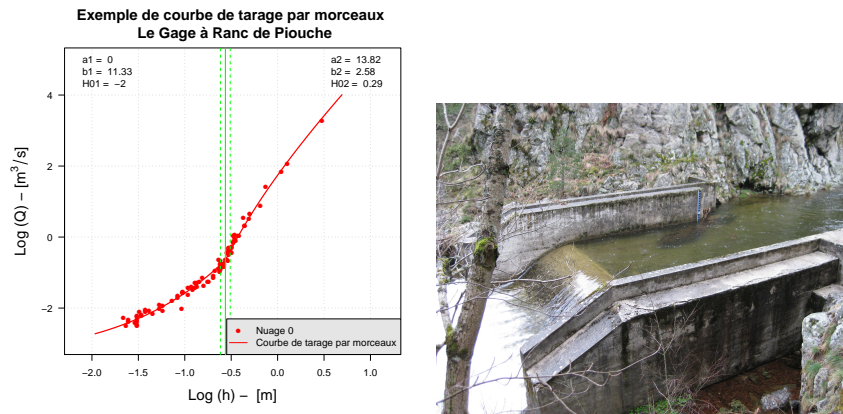 Exemple de courbe de tarage par morceaux
Le Gage à Ranc de Piouche
a1 = 0
b1 = 11.33
H01 = −2
a2 = 13.82
b2 = 2.58
H02 = 0.29
4
2
0
−2
Log (Q) − [m³/s]
Nuage 0
Courbe de tarage par morceaux
−2.0 −1.5 −1.0 −0.5 0.0 0.5 1.0
Log (h) − [m]